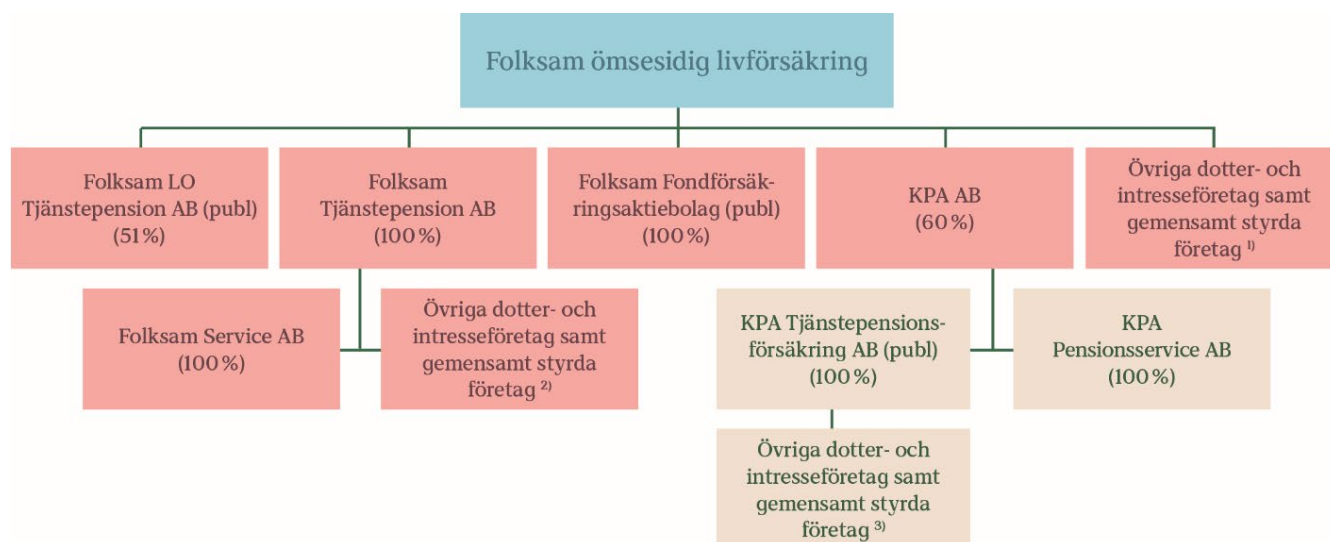 Folksam ömsesidig livförsäkring
Folksam LO
Tjänstepension AB (publ)
(51 %)
Folksam
Tjänstepension AB
(100 %)
Folksam Fondförsäk-
ringsaktiebolag (publ)
(100 %)
KPA AB
(60 %)
Övriga dotter- och
intresseföretag samt
gemensamt styrda
företag ¹⁾
Folksam Service AB
(100 %)
Övriga dotter- och
intresseföretag samt
gemensamt styrda
företag ²⁾
KPA Tjänstepensions-
försäkring AB (publ)
(100 %)
KPA
Pensionsservice AB
(100 %)
Övriga dotter- och
intresseföretag samt
gemensamt styrda
företag ³⁾